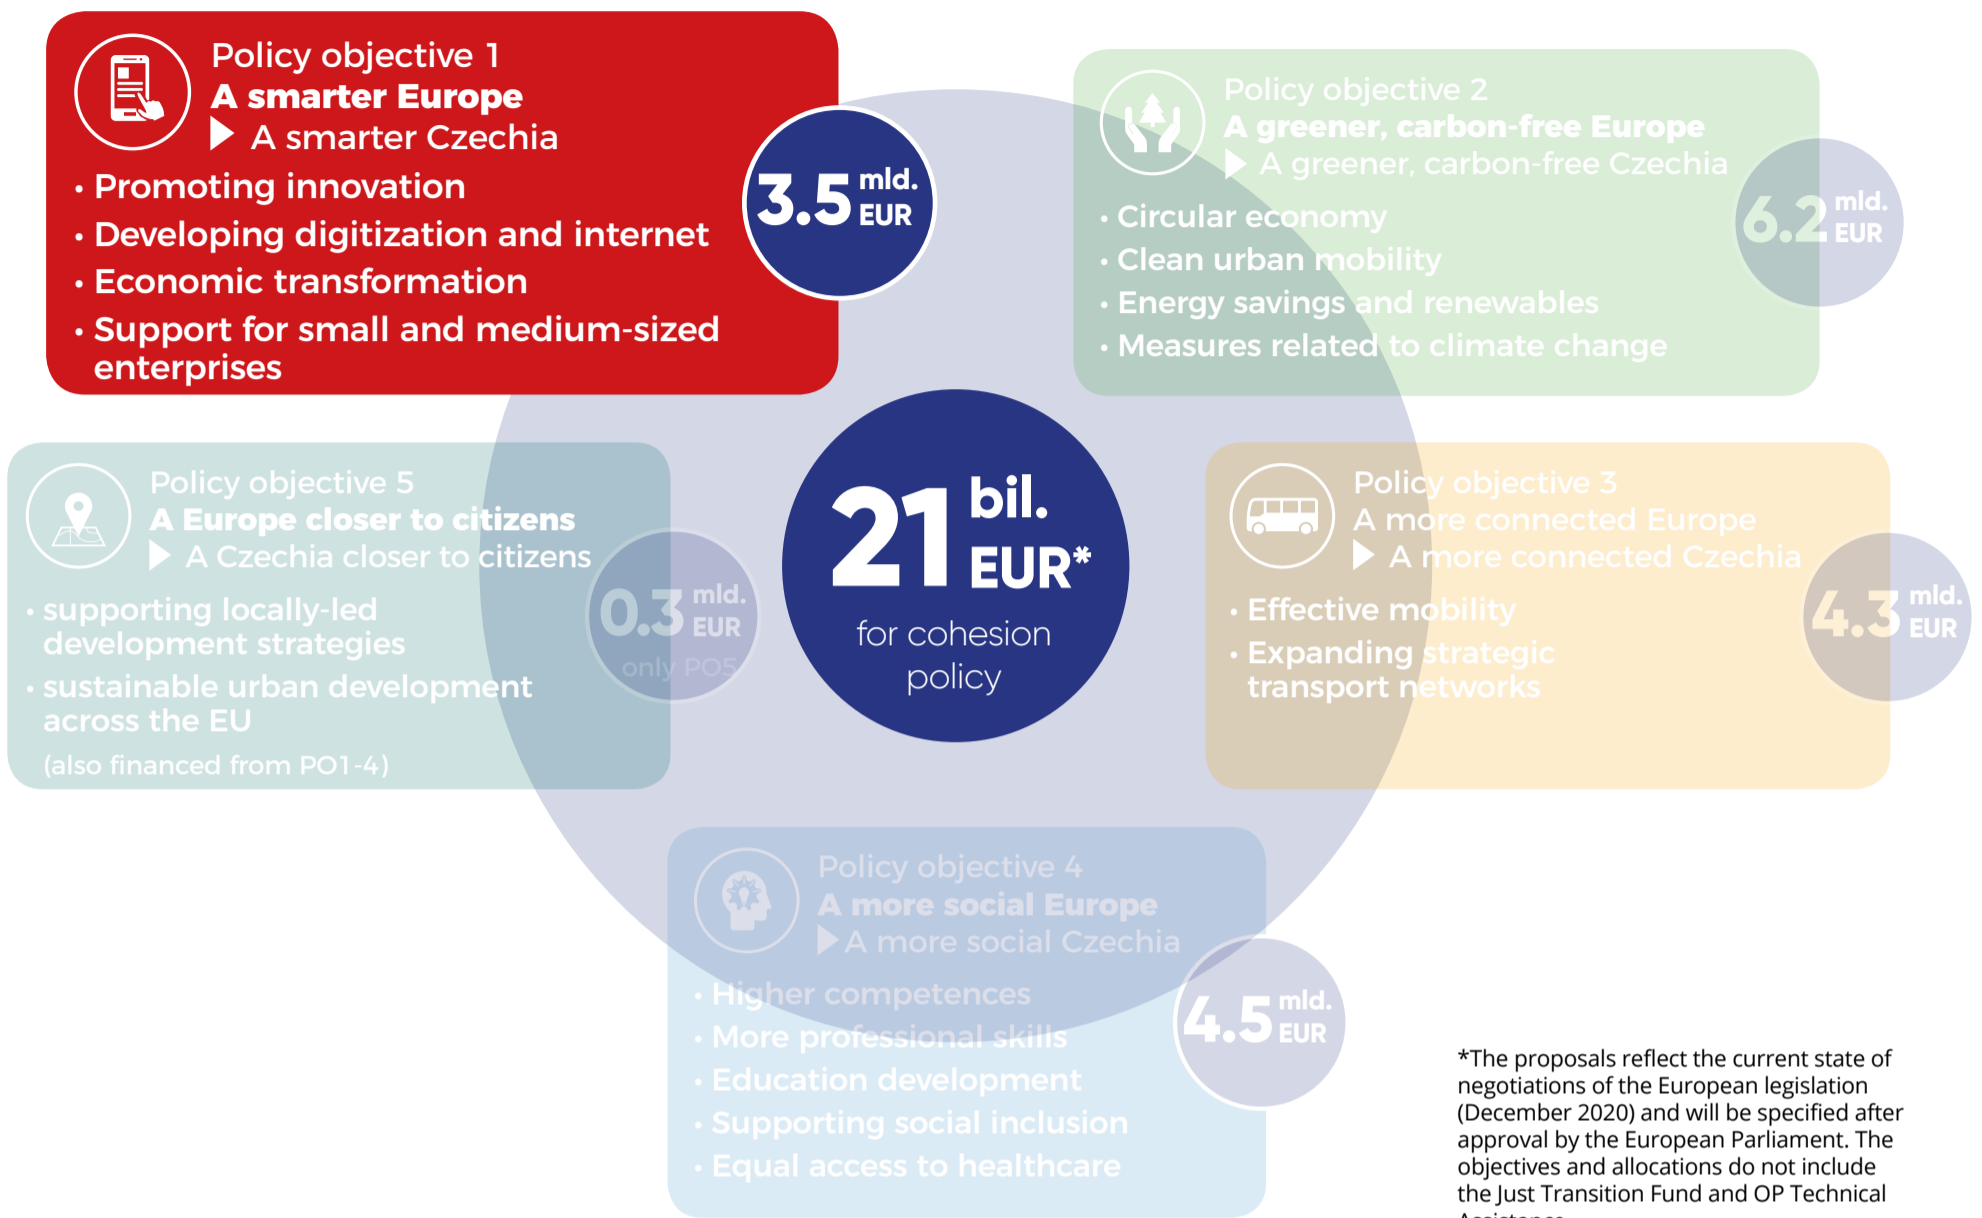 Policy objective 1
A smarter Europe
A smarter Czechia
• Promoting innovation
• Developing digitization and internet
• Economic transformation
• Support for small and medium-sized
enterprises
3.5 mld.
EUR
Policy objective 2
A greener, carbon-free Europe
A greener, carbon-free Czechia
• Circular economy
• Clean urban mobility
• Energy savings and renewables
• Measures related to climate change
6.2 mld.
EUR
Policy objective 5
A Europe closer to citizens
A Czechia closer to citizens
• supporting locally-led
development strategies
• sustainable urban development
across the EU
(also financed from PO1-4)
0.3 mld.
EUR
only PO5
21 bil.
EUR*
for cohesion
policy
Policy objective 3
A more connected Europe
A more connected Czechia
• Effective mobility
• Expanding strategic
transport networks
4.3 mld.
EUR
Policy objective 4
A more social Europe
A more social Czechia
• Higher competences
• More professional skills
• Education development
• Supporting social inclusion
• Equal access to healthcare
4.5 mld.
EUR
*The proposals reflect the current state of
negotiations of the European legislation
(December 2020) and will be specified after
approval by the European Parliament. The
objectives and allocations do not include
the Just Transition Fund and OP Technical